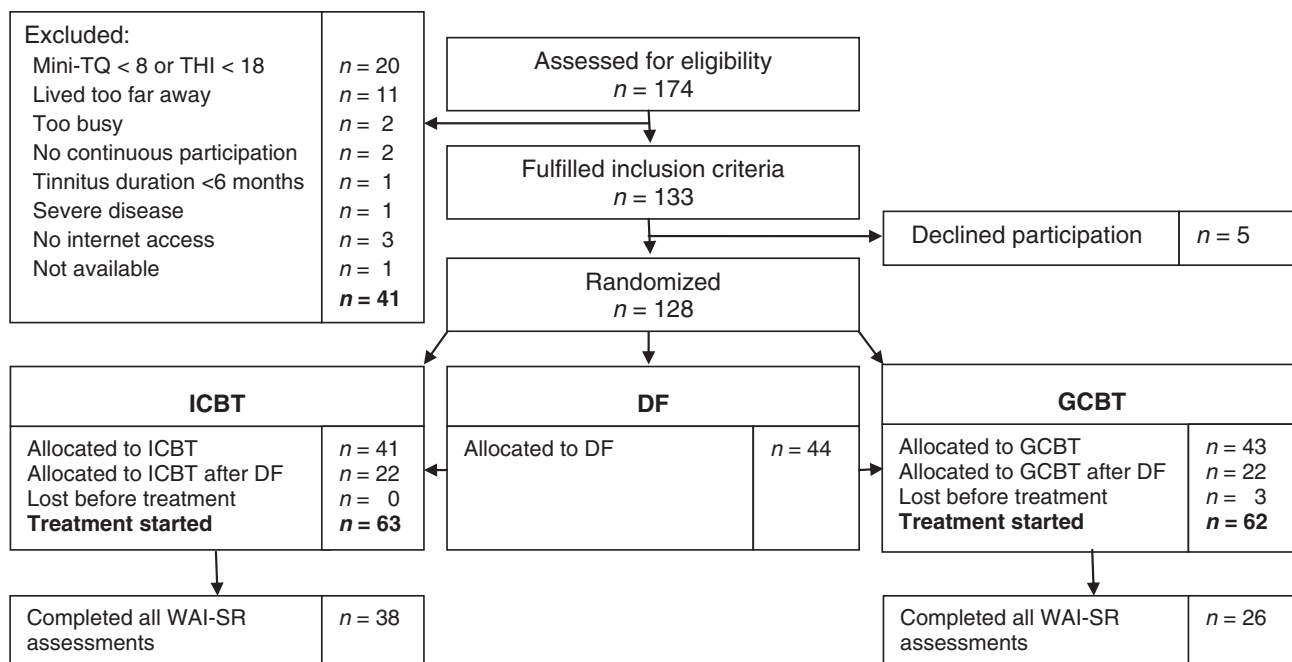 Excluded:
Mini-TQ < 8 or THI < 18 n = 20
Lived too far away n = 11
Too busy n = 2
No continuous participation n = 2
Tinnitus duration <6 months n = 1
Severe disease n = 1
No internet access n = 3
Not available n = 1
n = 41
Assessed for eligibility
n = 174
Fulfilled inclusion criteria
n = 133
Declined participation n = 5
Randomized
n = 128
ICBT
Allocated to ICBT n = 41
Allocated to ICBT after DF n = 22
Lost before treatment n = 0
Treatment started n = 63
DF
Allocated to DF n = 44
GCBT
Allocated to GCBT n = 43
Allocated to GCBT after DF n = 22
Lost before treatment n = 3
Treatment started n = 62
Completed all WAI-SR n = 38
assessments
Completed all WAI-SR n = 26
assessments